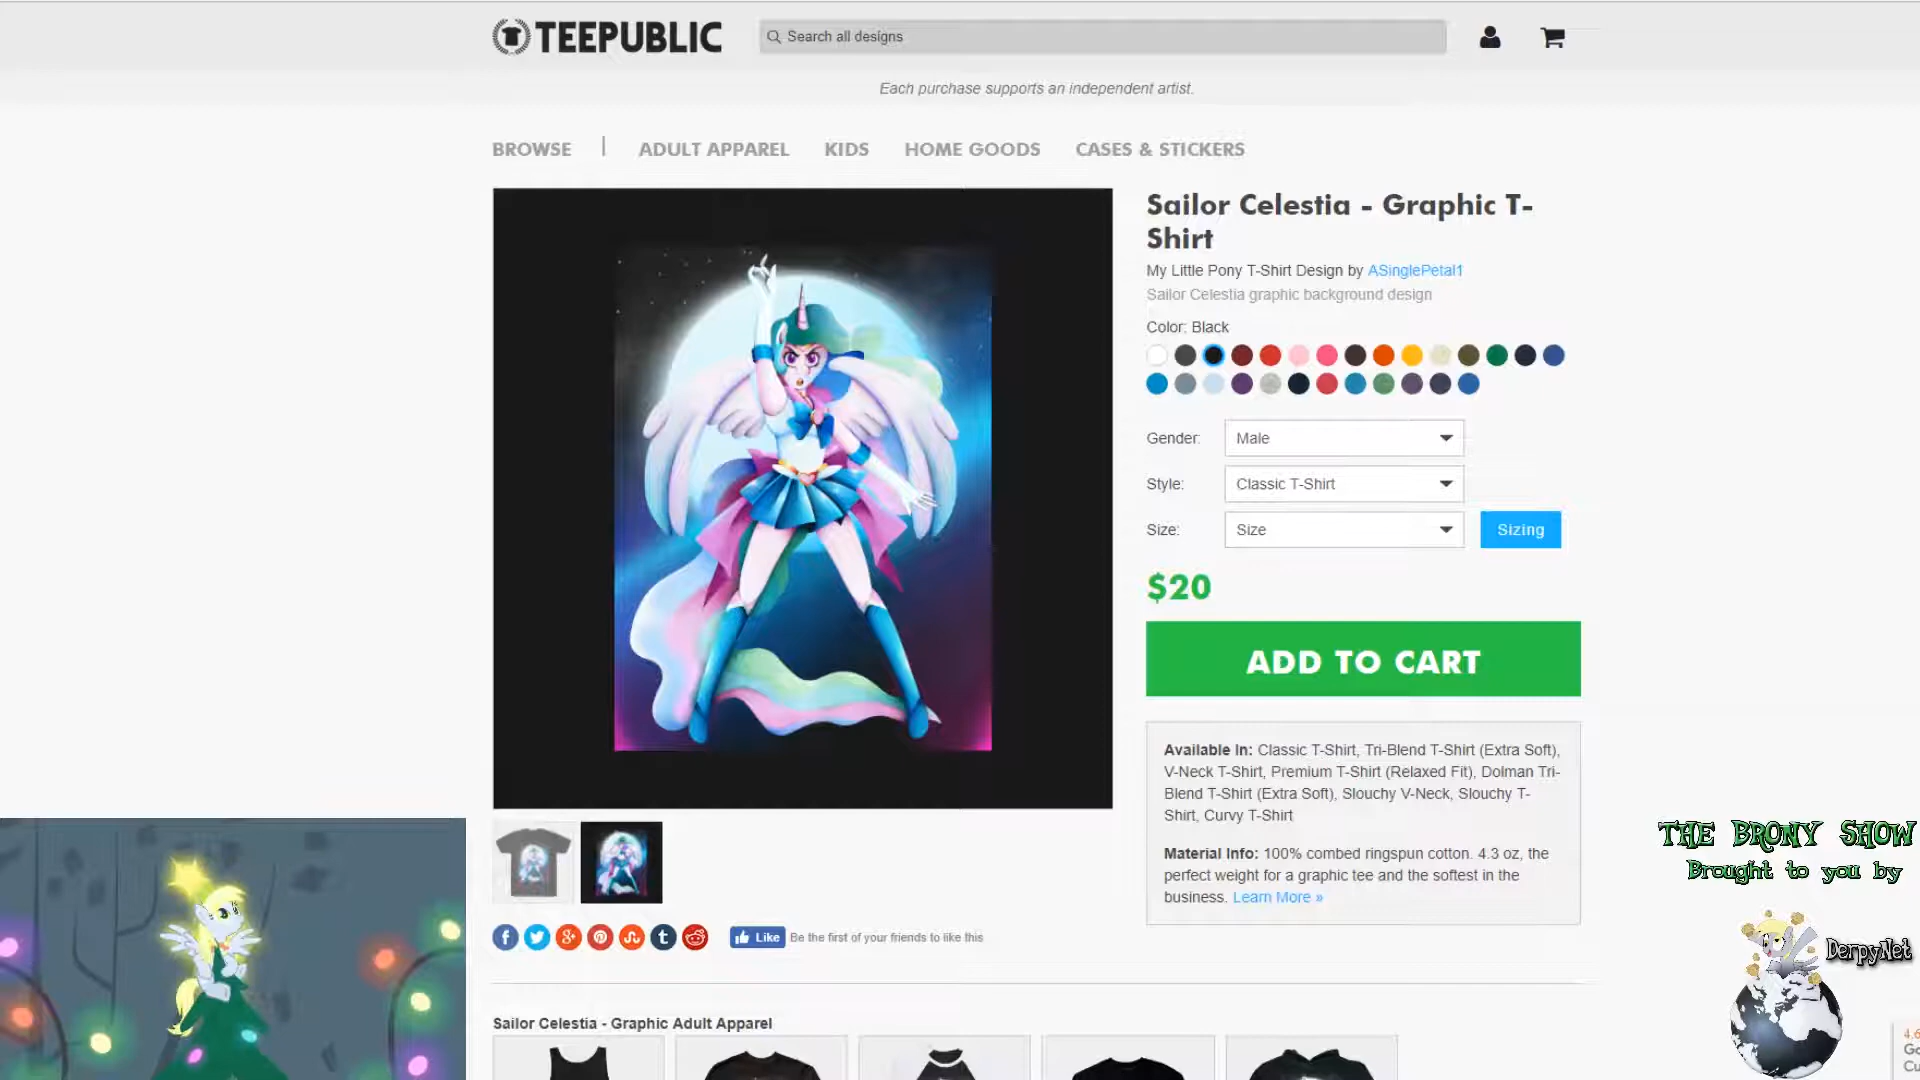 TEEPUBLIC
Search all designs
Each purchase supports an independent artist.
BROWSE
ADULT APPAREL
KIDS
HOME GOODS
CASES & STICKERS
Sailor Celestia - Graphic T-
Shirt
My Little Pony T-Shirt Design by ASinglePetal1
Sailor Celestia graphic background design
Color: Black
Gender: Male
Style: Classic T-Shirt
Size: Size Sizing
$20
ADD TO CART
Available In: Classic T-Shirt, Tri-Blend T-Shirt (Extra Soft),
V-Neck T-Shirt, Premium T-Shirt (Relaxed Fit), Dolman Tri-
Blend T-Shirt (Extra Soft), Slouchy V-Neck, Slouchy T-
Shirt, Curvy T-Shirt
Material Info: 100% combed ringspun cotton. 4.3 oz, the
perfect weight for a graphic tee and the softest in the
business. Learn More »
Like Be the first of your friends to like this
Sailor Celestia - Graphic Adult Apparel
THE BRONY SHOW
Brought to you by
DerpyNet
4.6